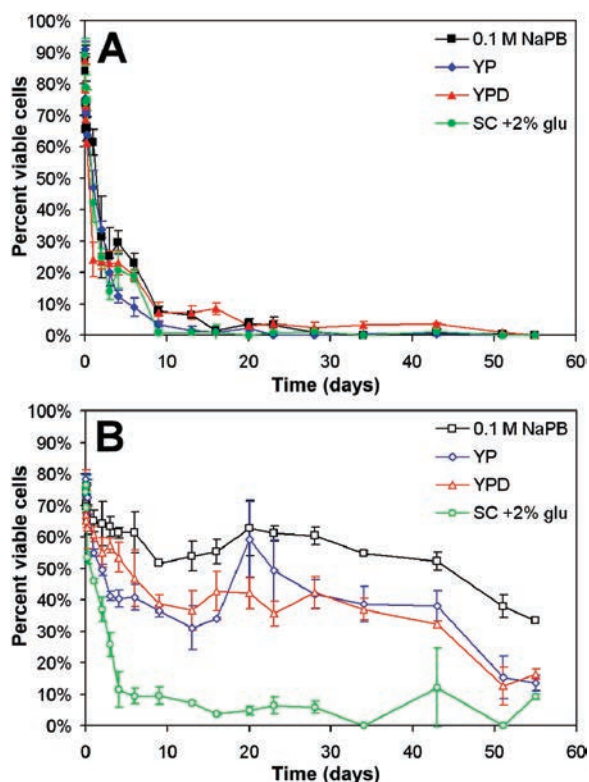 A
100%
90%
80%
70%
60%
50%
40%
30%
20%
10%
0%
Percent viable cells
0.1 M NaPB
YP
YPD
SC +2% glu
0 10 20 30 40 50 60
Time (days)
B
100%
90%
80%
70%
60%
50%
40%
30%
20%
10%
0%
Percent viable cells
0.1 M NaPB
YP
YPD
SC +2% glu
0 10 20 30 40 50 60
Time (days)